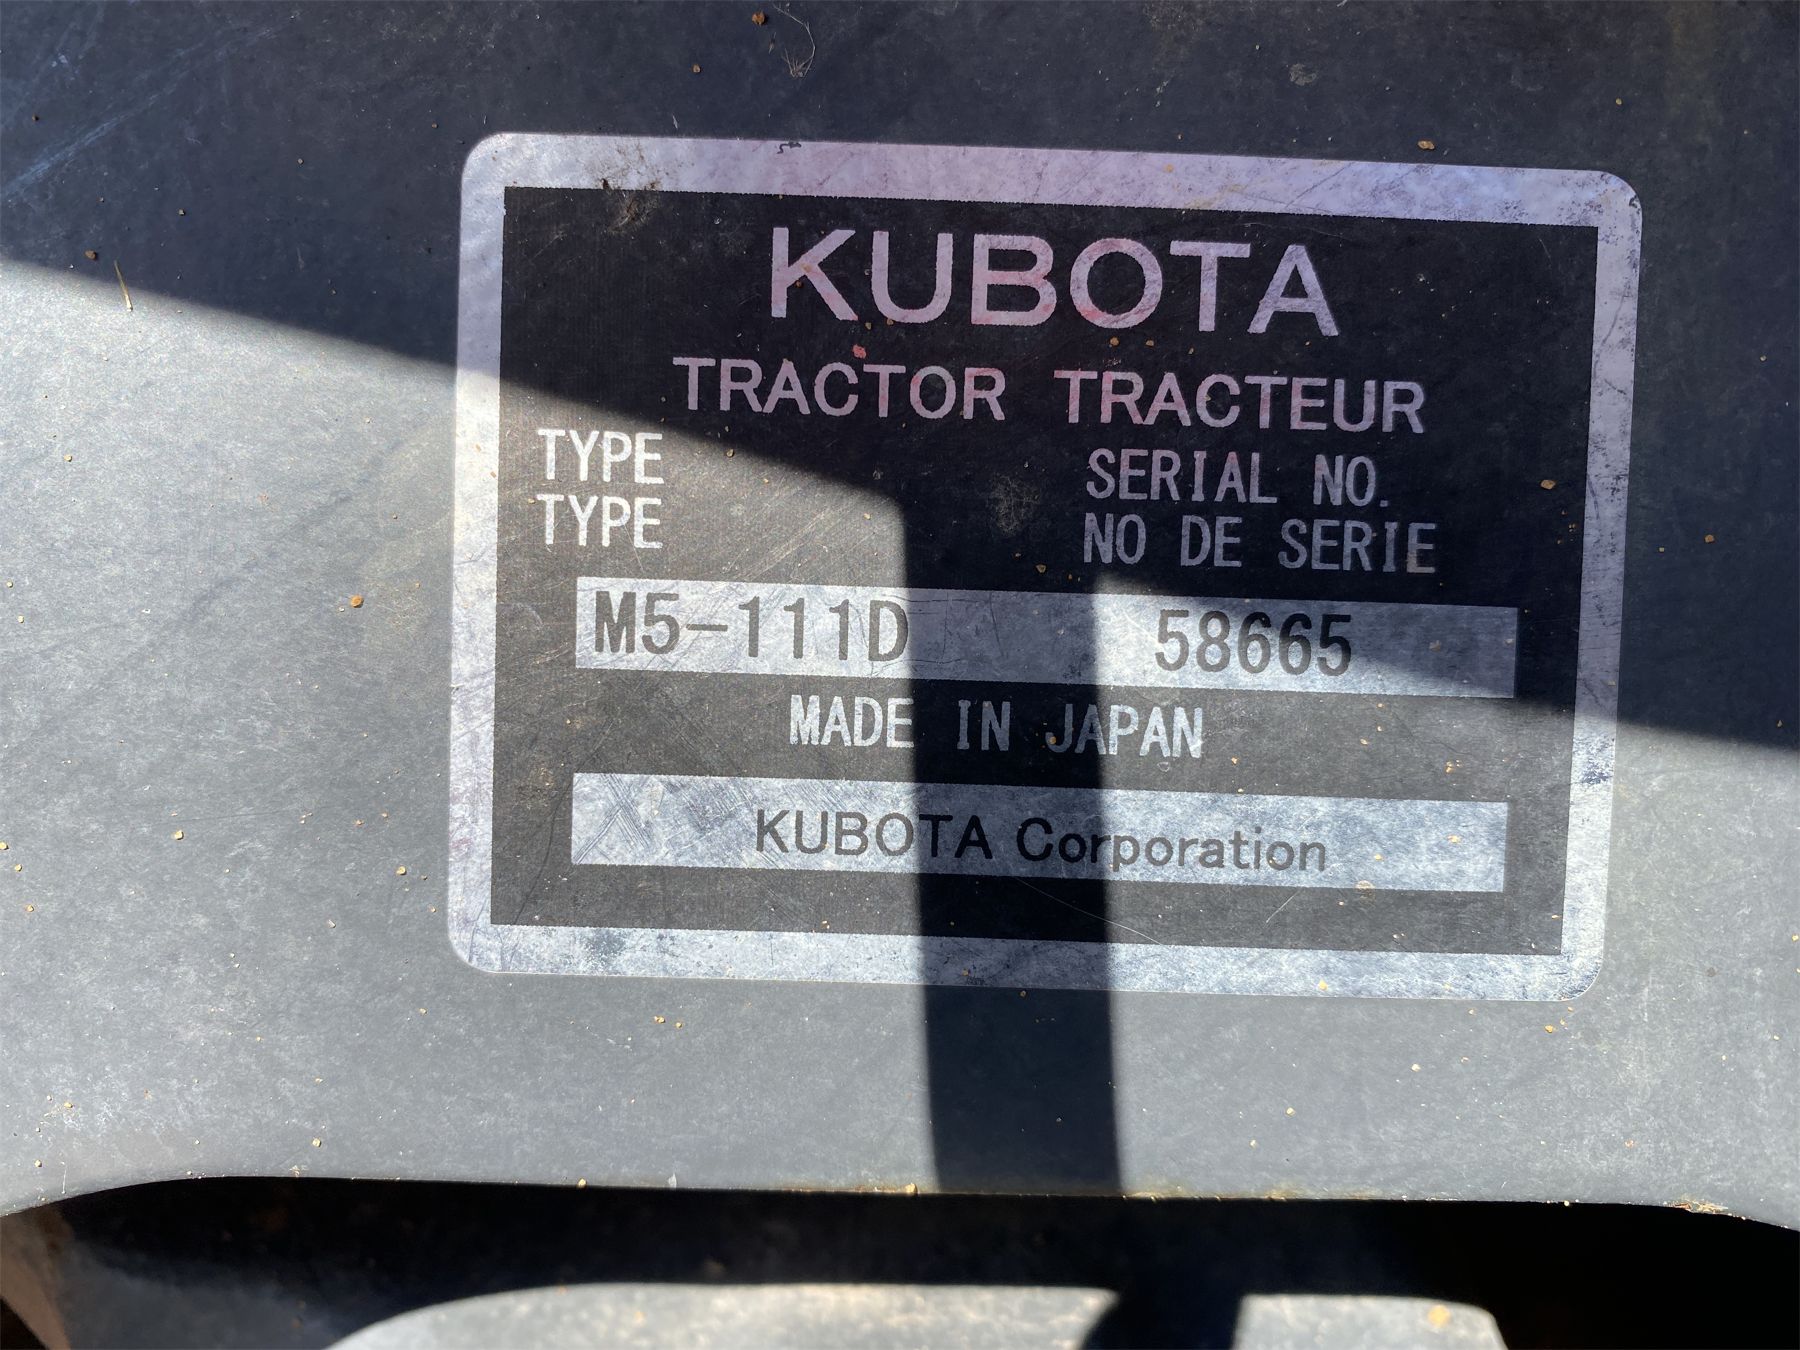 KUBOTA
TRACTOR TRACTEUR
TYPE SERIAL NO.
TYPE NO DE SERIE
M5-111D 58665
MADE IN JAPAN
KUBOTA Corporation